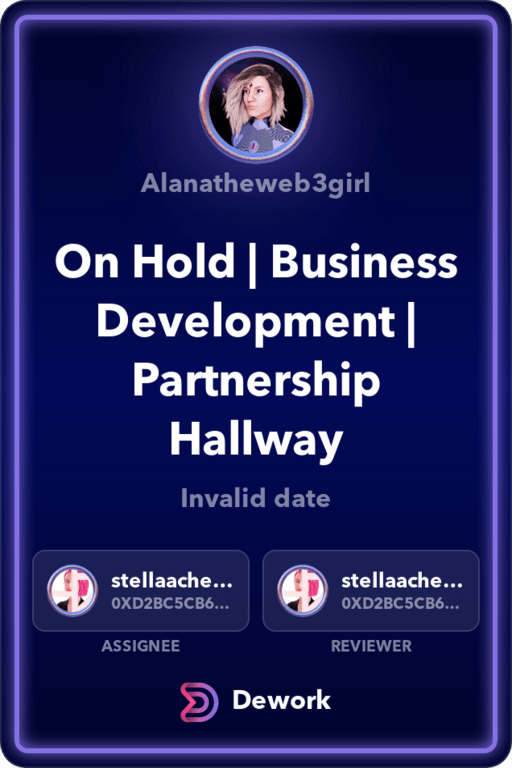 Alanatheweb3girl
On Hold | Business
Development |
Partnership
Hallway
Invalid date
stellaache...
0XD2BC5CB6...
ASSIGNEE
stellaache...
0XD2BC5CB6...
REVIEWER
Dework